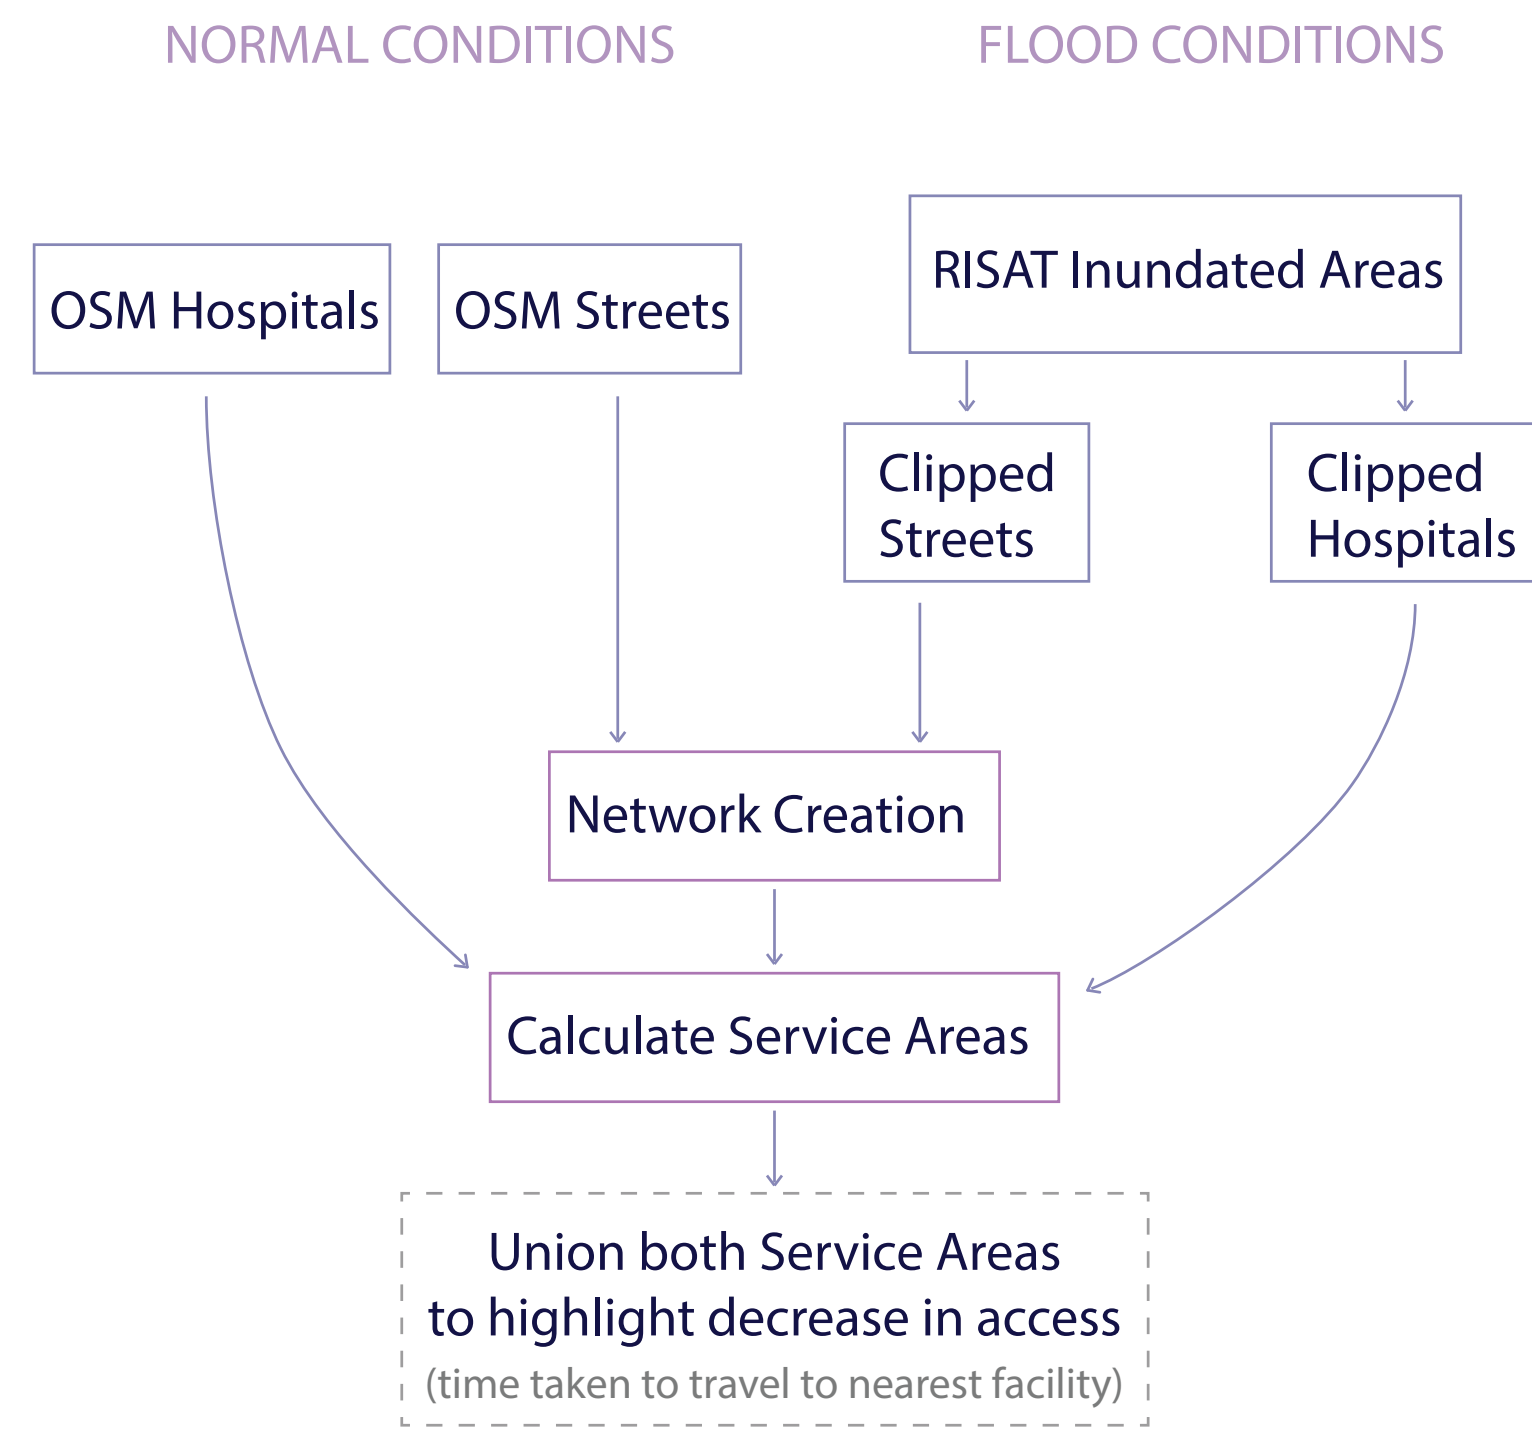 NORMAL CONDITIONS
FLOOD CONDITIONS
OSM Hospitals
OSM Streets
RISAT Inundated Areas
Clipped
Streets
Clipped
Hospitals
Network Creation
Calculate Service Areas
Union both Service Areas
to highlight decrease in access
(time taken to travel to nearest facility)